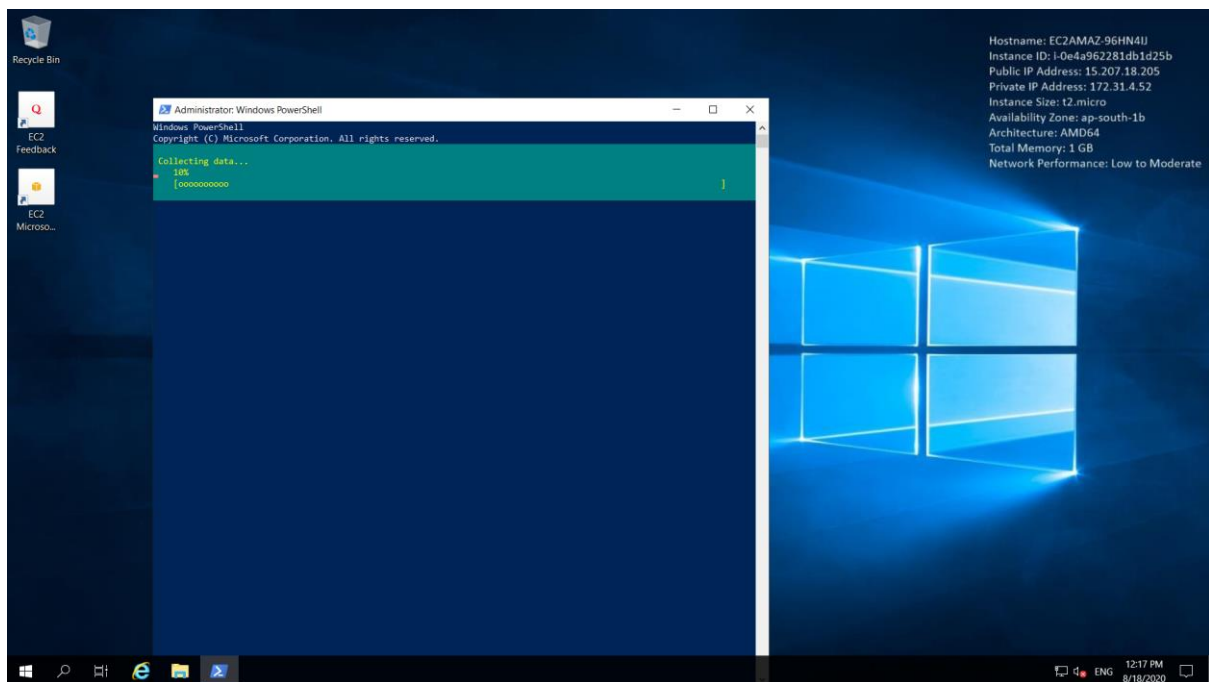 Recycle Bin
EC2
Feedback
EC2
Microso...
Administrator: Windows PowerShell
Windows PowerShell
Copyright (C) Microsoft Corporation. All rights reserved.
Collecting data...
10%
[oooooooooo ]
Hostname: EC2AMAZ-96HN4IJ
Instance ID: i-0e4a962281db1d25b
Public IP Address: 15.207.18.205
Private IP Address: 172.31.4.52
Instance Size: t2.micro
Availability Zone: ap-south-1b
Architecture: AMD64
Total Memory: 1 GB
Network Performance: Low to Moderate
ENG
12:17 PM
8/18/2020